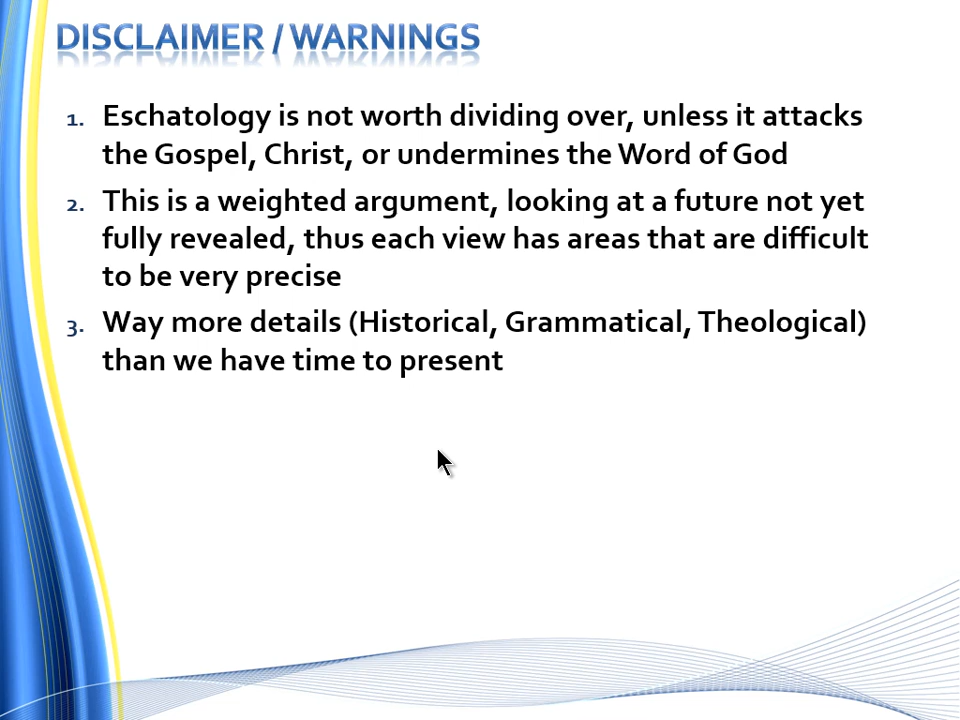 DISCLAIMER / WARNINGS
1. Eschatology is not worth dividing over, unless it attacks
the Gospel, Christ, or undermines the Word of God
2. This is a weighted argument, looking at a future not yet
fully revealed, thus each view has areas that are difficult
to be very precise
3. Way more details (Historical, Grammatical, Theological)
than we have time to present